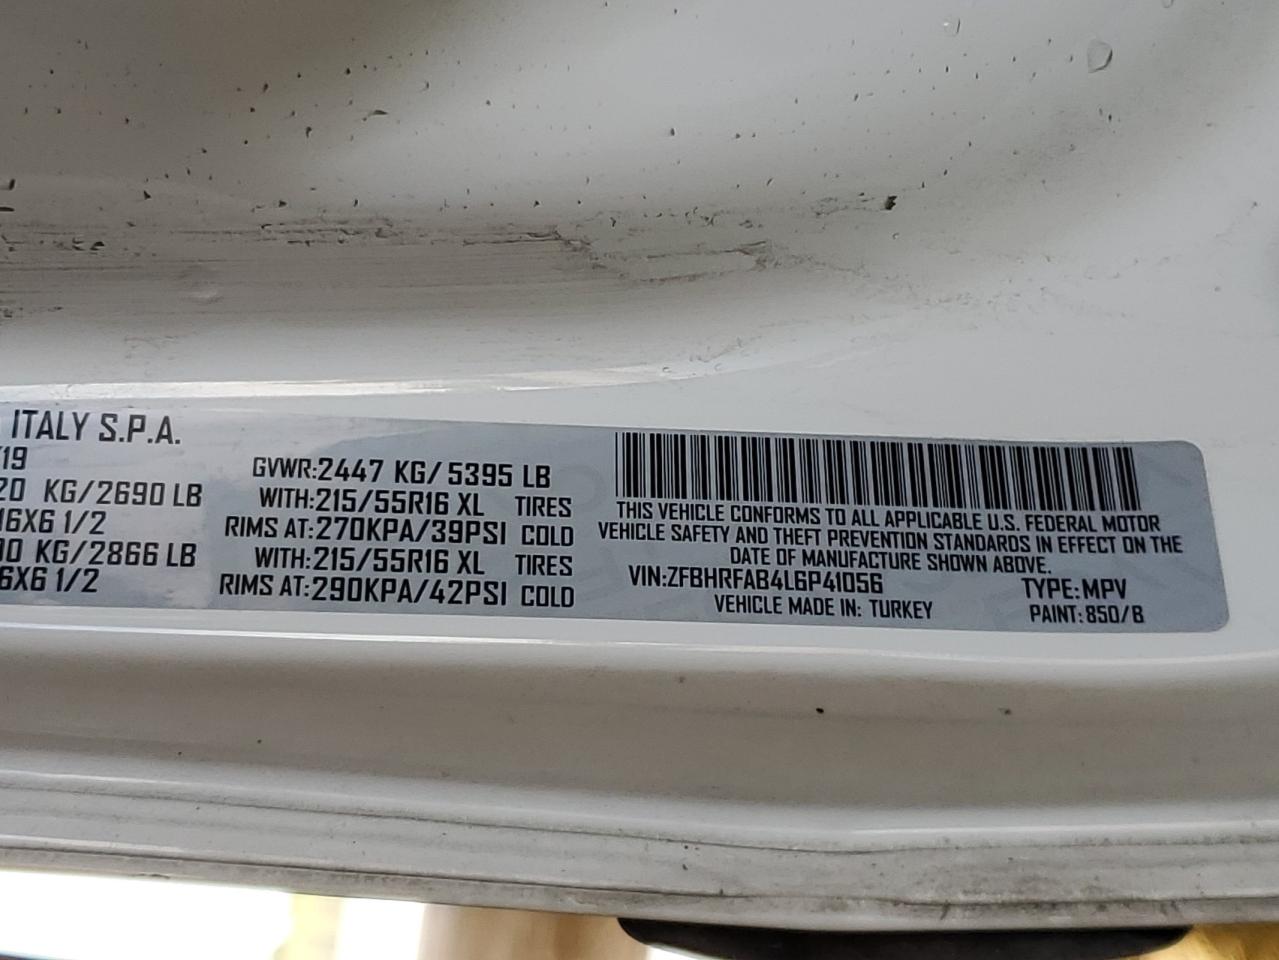 ITALY S.P.A.
/19
20 KG/2690 LB
16X6 1/2
00 KG/2866 LB
6X6 1/2
GVWR:2447 KG/5395 LB
WITH:215/55R16 XL TIRES
RIMS AT:270KPA/39PSI COLD
WITH:215/55R16 XL TIRES
RIMS AT:290KPA/42PSI COLD
THIS VEHICLE CONFORMS TO ALL APPLICABLE U.S. FEDERAL MOTOR
VEHICLE SAFETY AND THEFT PREVENTION STANDARDS IN EFFECT ON THE
DATE OF MANUFACTURE SHOWN ABOVE.
VIN:ZFBHRFAB4L6P41056 TYPE:MPV
VEHICLE MADE IN: TURKEY PAINT:850/B